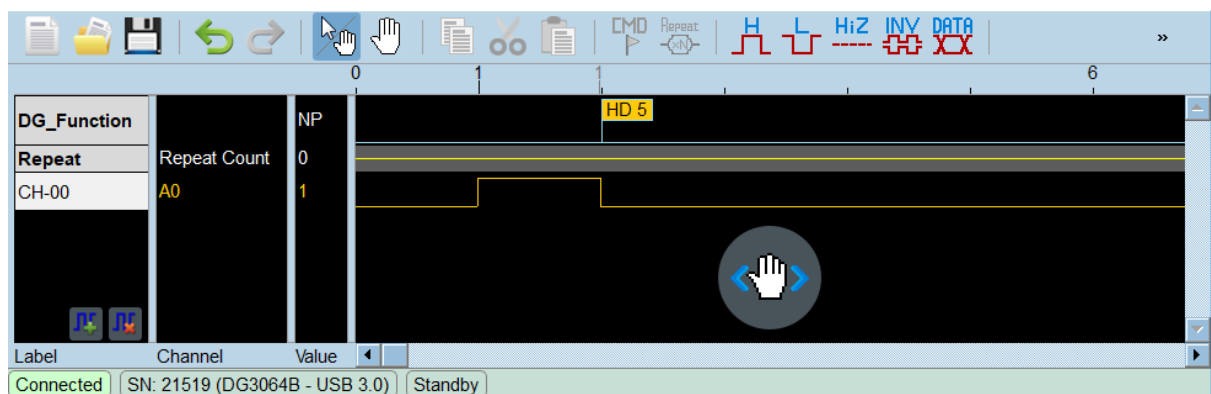 CMD Repeat ×N H L HiZ INV DATA »
0 1 1 6
DG_Function NP HD 5
Repeat Repeat Count 0
CH-00 A0 1
Label Channel Value
Connected SN: 21519 (DG3064B - USB 3.0) Standby